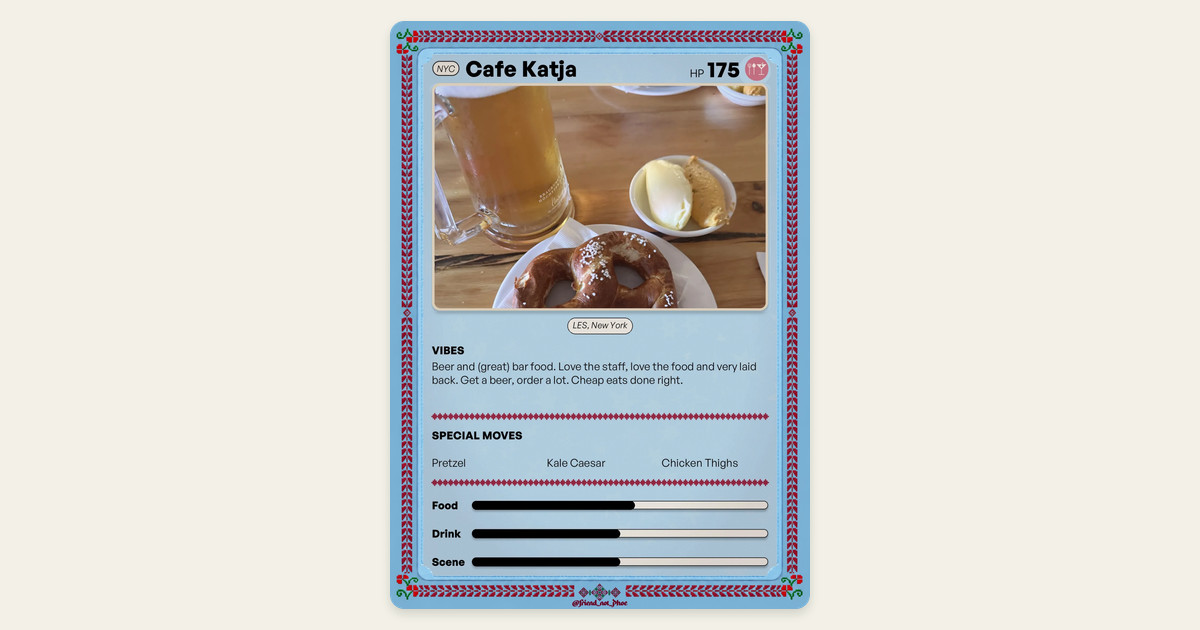 NYC Cafe Katja HP 175
LES, New York
VIBES
Beer and (great) bar food. Love the staff, love the food and very laid
back. Get a beer, order a lot. Cheap eats done right.
SPECIAL MOVES
Pretzel Kale Caesar Chicken Thighs
Food
Drink
Scene
@friend_not_Phoe